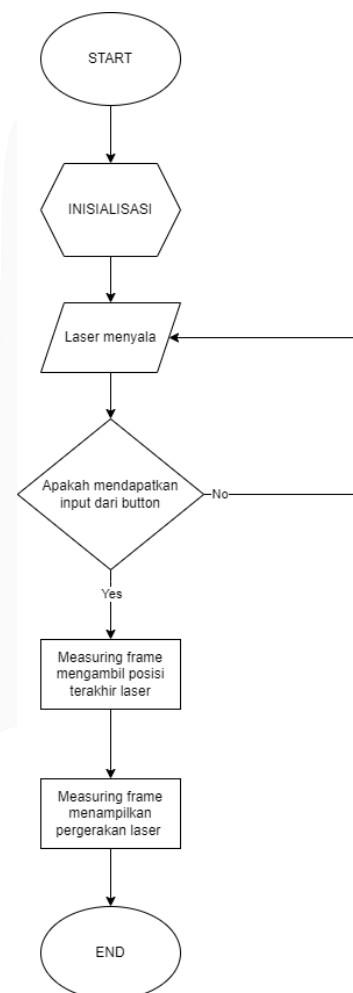 START
INISIALISASI
Laser menyala
Apakah mendapatkan
input dari button
No
Yes
Measuring frame
mengambil posisi
terakhir laser
Measuring frame
menampilkan
pergerakan laser
END